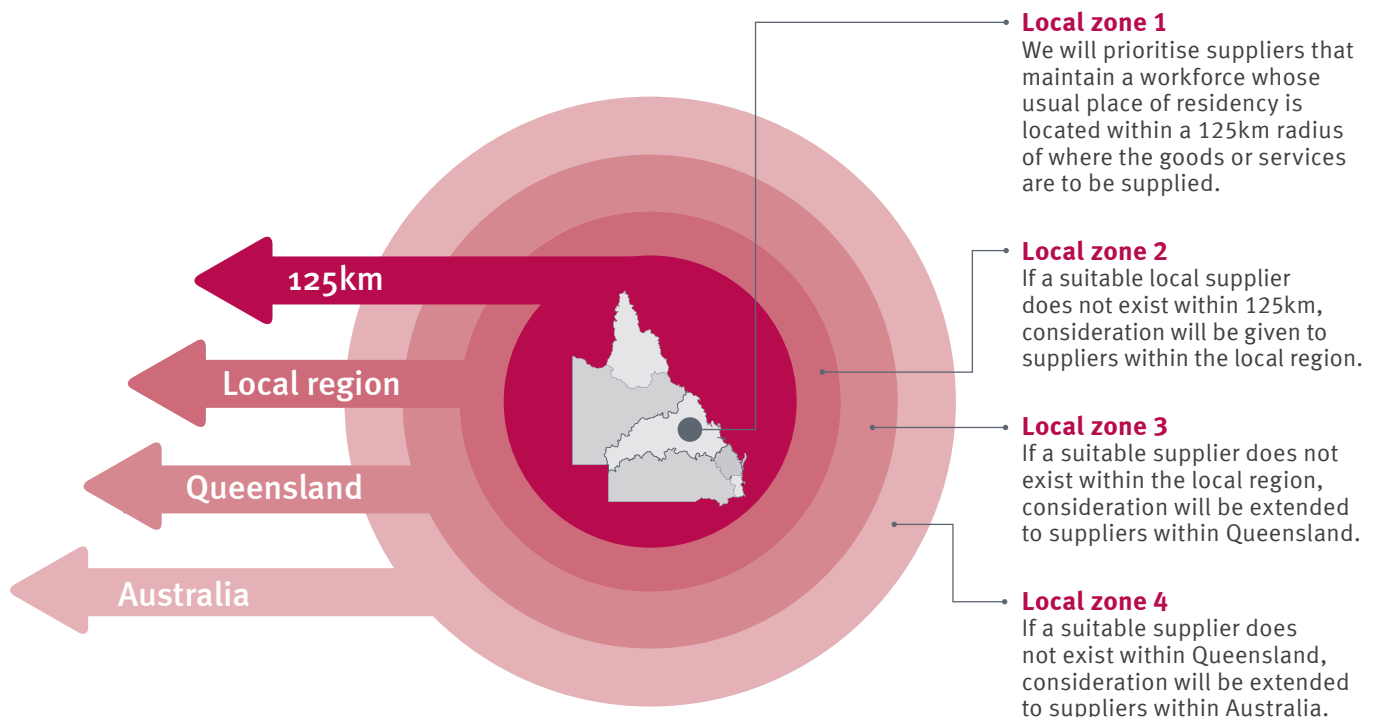 Local zone 1
We will prioritise suppliers that
maintain a workforce whose
usual place of residency is
located within a 125km radius
of where the goods or services
are to be supplied.
125km
Local zone 2
If a suitable local supplier
does not exist within 125km,
consideration will be given to
suppliers within the local region.
Local region
Local zone 3
If a suitable supplier does not
exist within the local region,
consideration will be extended
to suppliers within Queensland.
Queensland
Local zone 4
If a suitable supplier does
not exist within Queensland,
consideration will be extended
to suppliers within Australia.
Australia